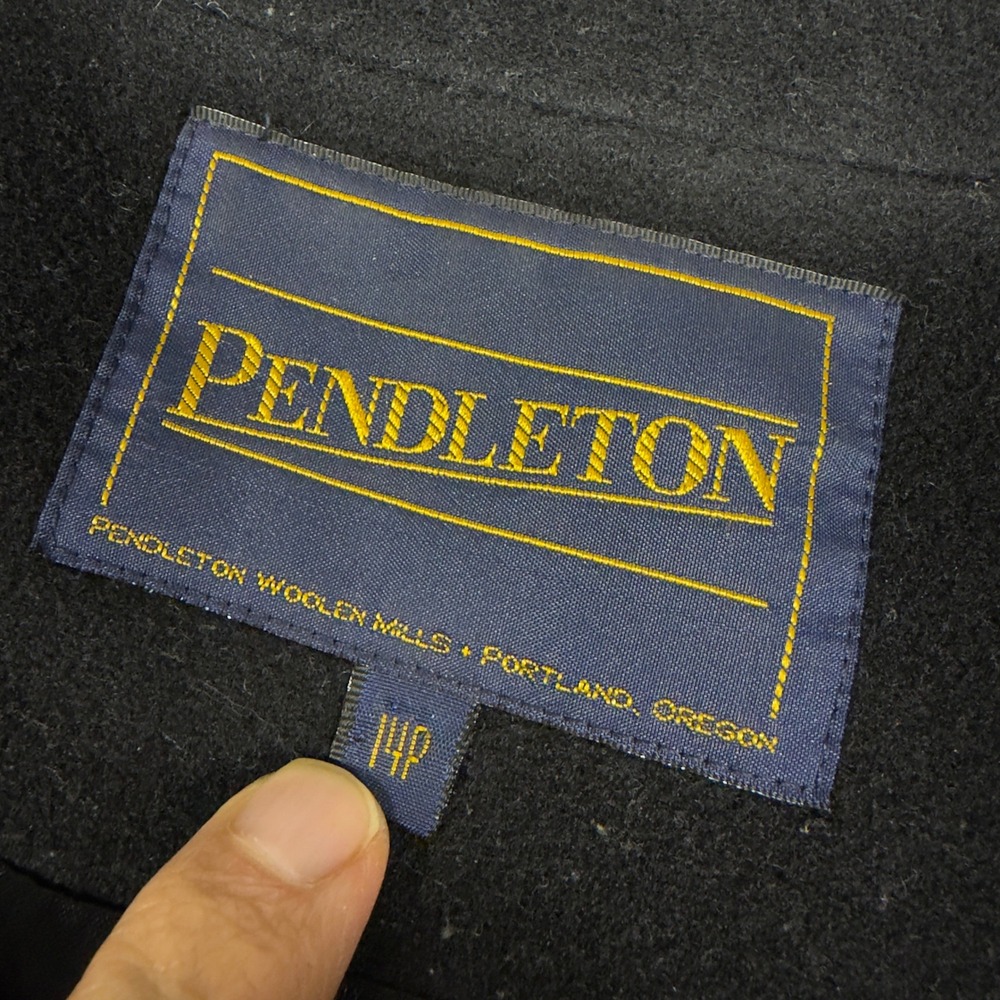 PENDLETON
PENDLETON WOOLEN MILLS • PORTLAND, OREGON
14P